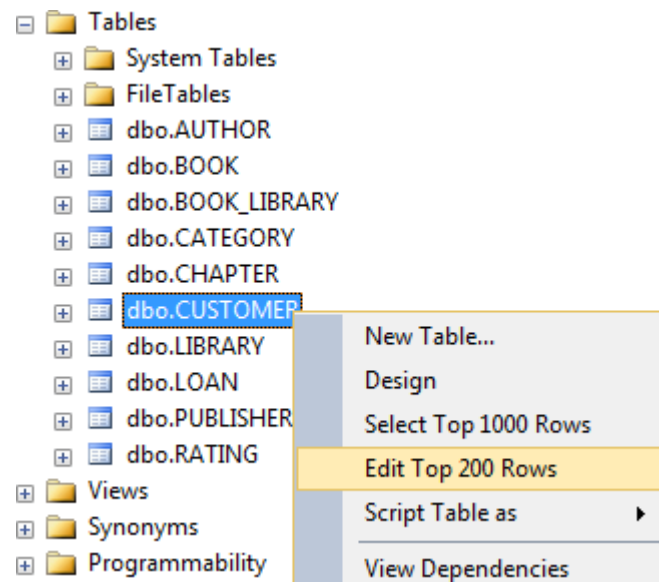 Tables
System Tables
FileTables
dbo.AUTHOR
dbo.BOOK
dbo.BOOK_LIBRARY
dbo.CATEGORY
dbo.CHAPTER
dbo.CUSTOMER
dbo.LIBRARY
dbo.LOAN
dbo.PUBLISHER
dbo.RATING
Views
Synonyms
Programmability
New Table...
Design
Select Top 1000 Rows
Edit Top 200 Rows
Script Table as
View Dependencies